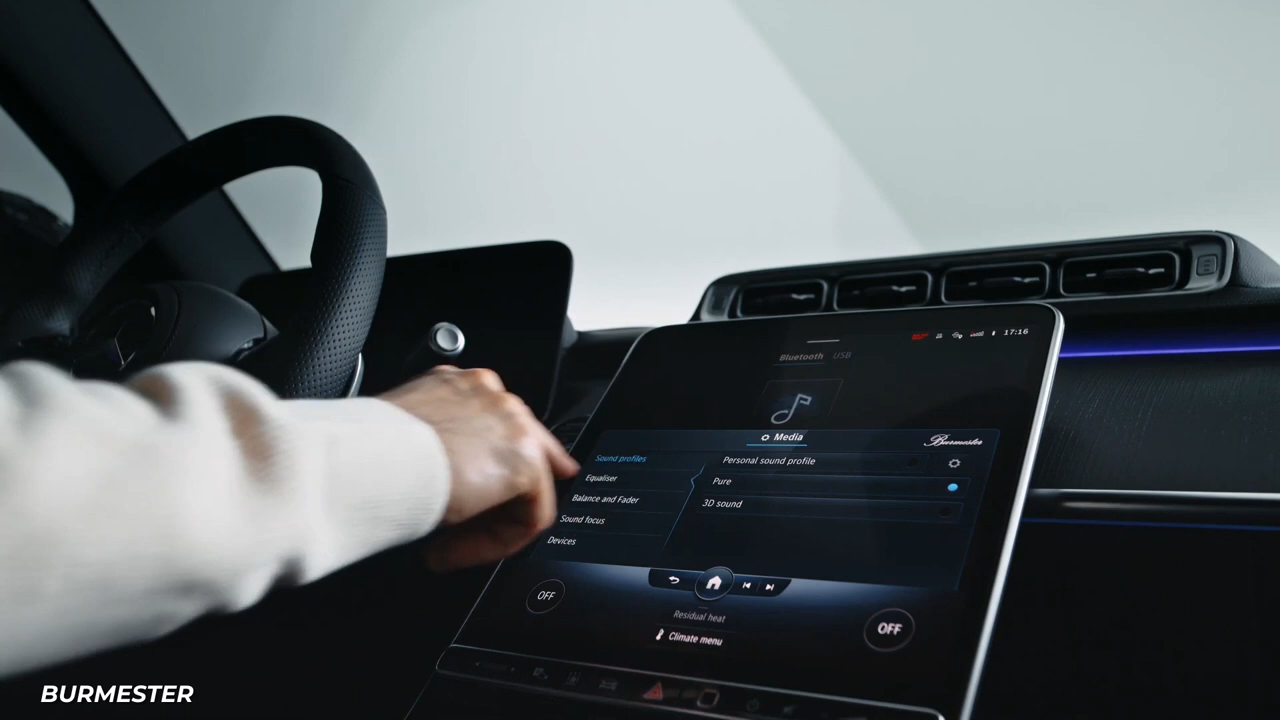 17:16
Bluetooth USB
Media
Burmester
Sound profiles
Equaliser
Balance and Fader
Sound focus
Devices
Personal sound profile
Pure
3D sound
OFF
Residual heat
Climate menu
OFF
BURMESTER